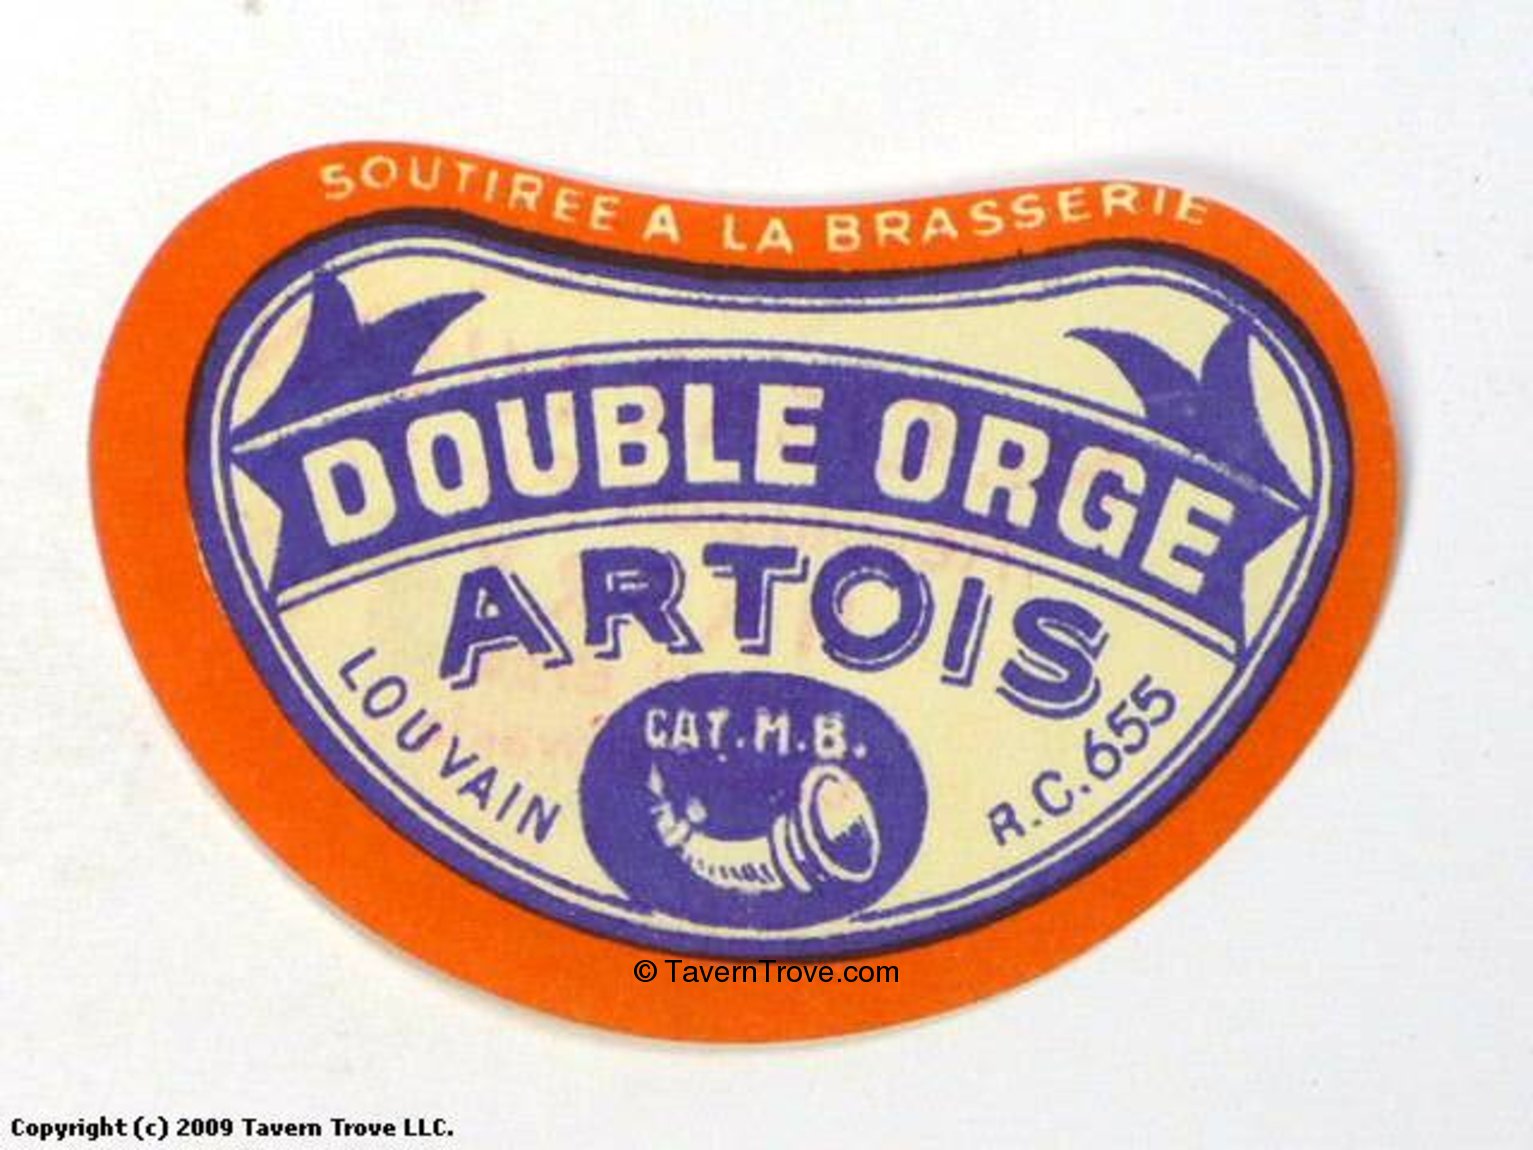 SOUTIREE A LA BRASSERIE
DOUBLE ORGE
ARTOIS
LOUVAIN
CAT.M.B.
R.C.655
© TavernTrove.com
Copyright (c) 2009 Tavern Trove LLC.